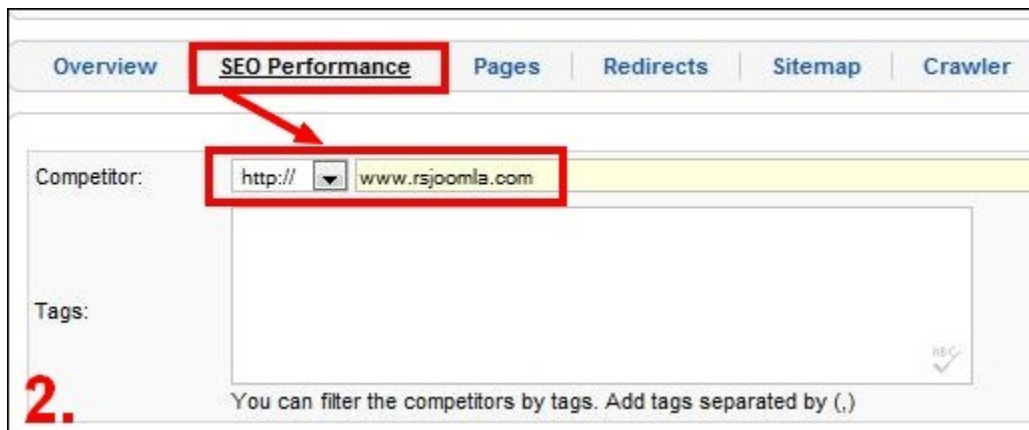 Overview SEO Performance Pages Redirects Sitemap Crawler
Competitor: http:// www.rsjoomla.com
Tags:
ABC
2.
You can filter the competitors by tags. Add tags separated by (,)